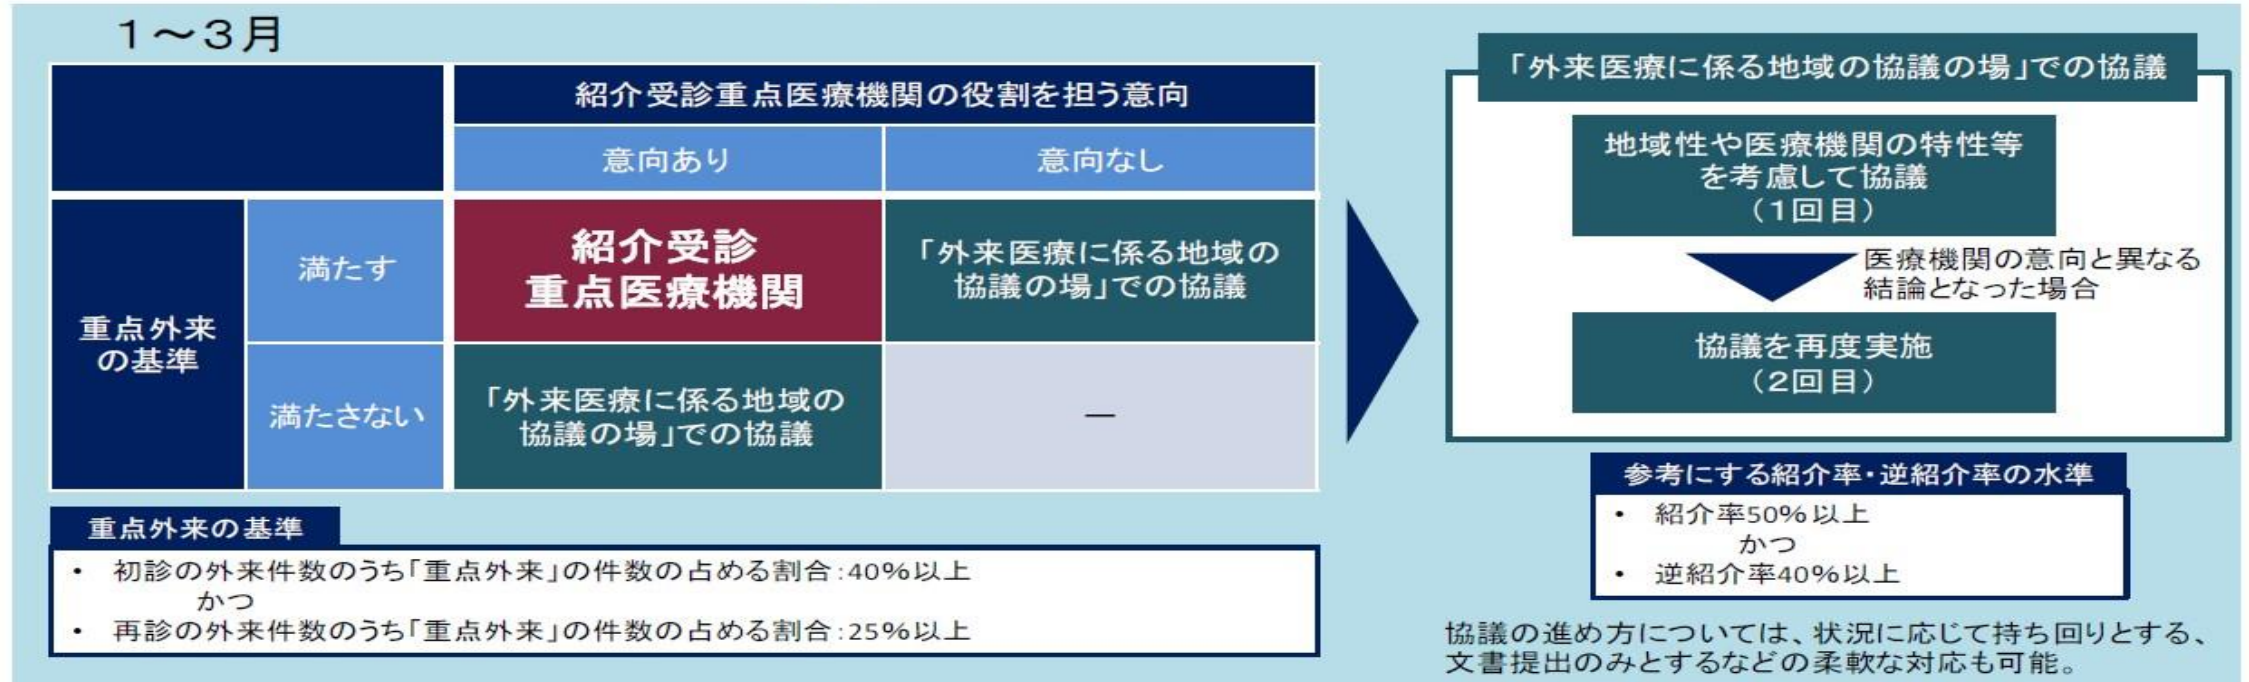 1～3月
紹介受診重点医療機関の役割を担う意向
意向あり
意向なし
重点外来
の基準
満たす
紹介受診
重点医療機関
「外来医療に係る地域の
協議の場」での協議
満たさない
「外来医療に係る地域の
協議の場」での協議
―
重点外来の基準
• 初診の外来件数のうち「重点外来」の件数の占める割合:40％以上
かつ
• 再診の外来件数のうち「重点外来」の件数の占める割合:25％以上
「外来医療に係る地域の協議の場」での協議
地域性や医療機関の特性等
を考慮して協議
（1回目）
医療機関の意向と異なる
結論となった場合
協議を再度実施
（2回目）
参考にする紹介率・逆紹介率の水準
• 紹介率50％以上
かつ
• 逆紹介率40％以上
協議の進め方については、状況に応じて持ち回りとする、
文書提出のみとするなどの柔軟な対応も可能。